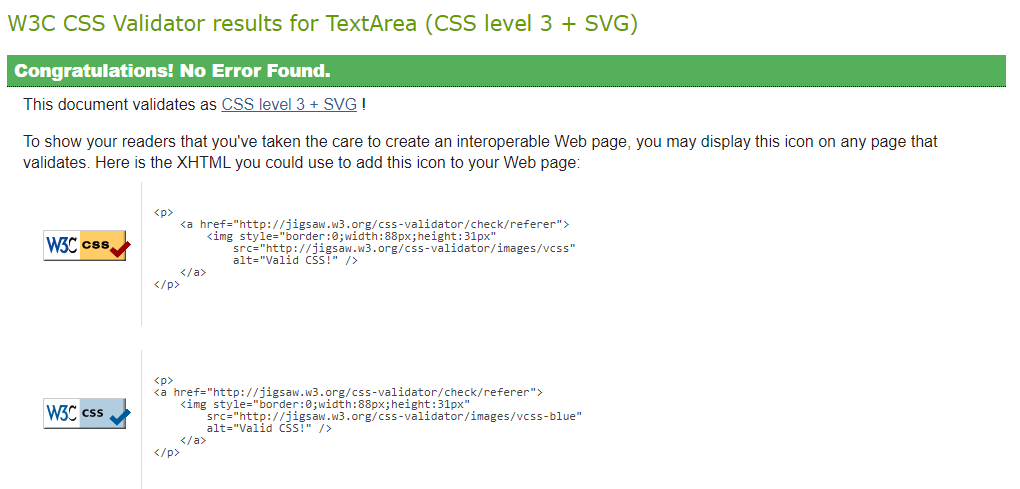 W3C CSS Validator results for TextArea (CSS level 3 + SVG)
Congratulations! No Error Found.
This document validates as CSS level 3 + SVG !
To show your readers that you've taken the care to create an interoperable Web page, you may display this icon on any page that
validates. Here is the XHTML you could use to add this icon to your Web page:
W3C css
<p>
    <a href="http://jigsaw.w3.org/css-validator/check/referer">
        <img style="border:0;width:88px;height:31px"
            src="http://jigsaw.w3.org/css-validator/images/vcss"
            alt="Valid CSS!" />
    </a>
</p>
W3C css
<p>
<a href="http://jigsaw.w3.org/css-validator/check/referer">
    <img style="border:0;width:88px;height:31px"
        src="http://jigsaw.w3.org/css-validator/images/vcss-blue"
        alt="Valid CSS!" />
    </a>
</p>